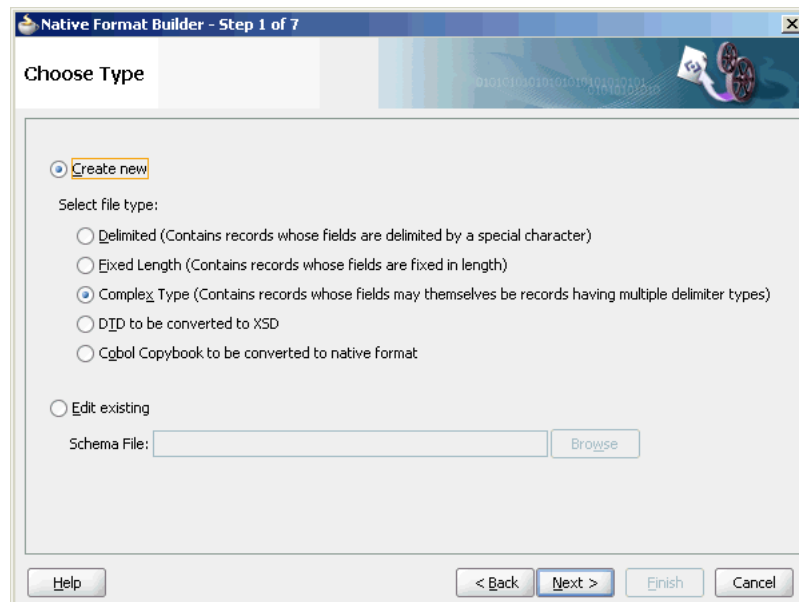 Native Format Builder - Step 1 of 7
Choose Type
0101010101010101010101010101
01010101010
Create new
Select file type:
Delimited (Contains records whose fields are delimited by a special character)
Fixed Length (Contains records whose fields are fixed in length)
Complex Type (Contains records whose fields may themselves be records having multiple delimiter types)
DTD to be converted to XSD
Cobol Copybook to be converted to native format
Edit existing
Schema File:
Browse
Help
< Back
Next >
Finish
Cancel